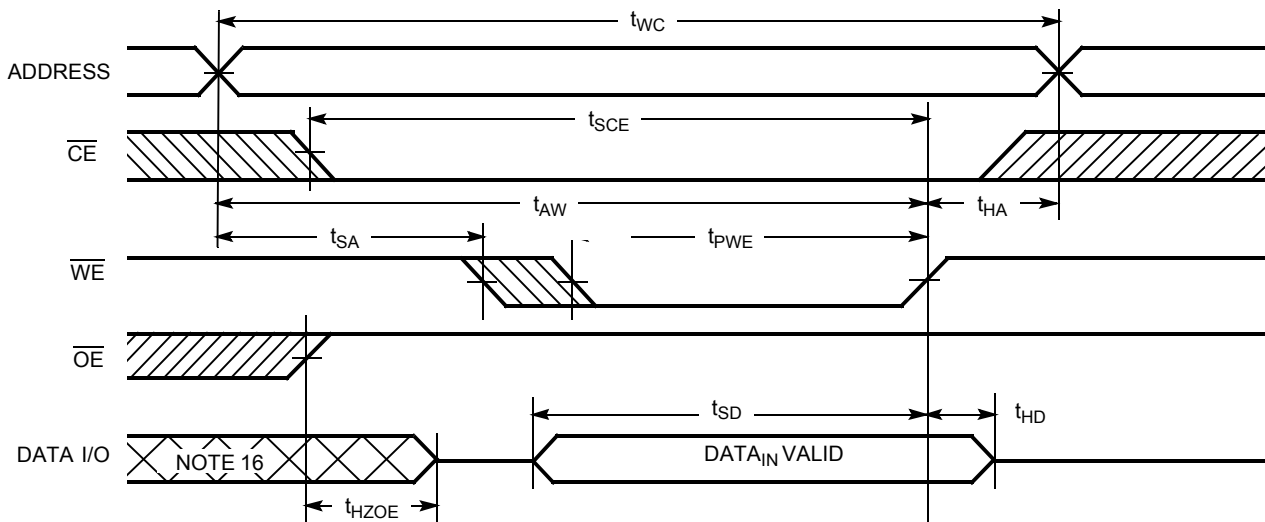 tWC
ADDRESS
tSCE
CE
tAW
tHA
tSA
tPWE
WE
OE
tSD
tHD
DATA I/O
NOTE 16
DATAIN VALID
tHZOE